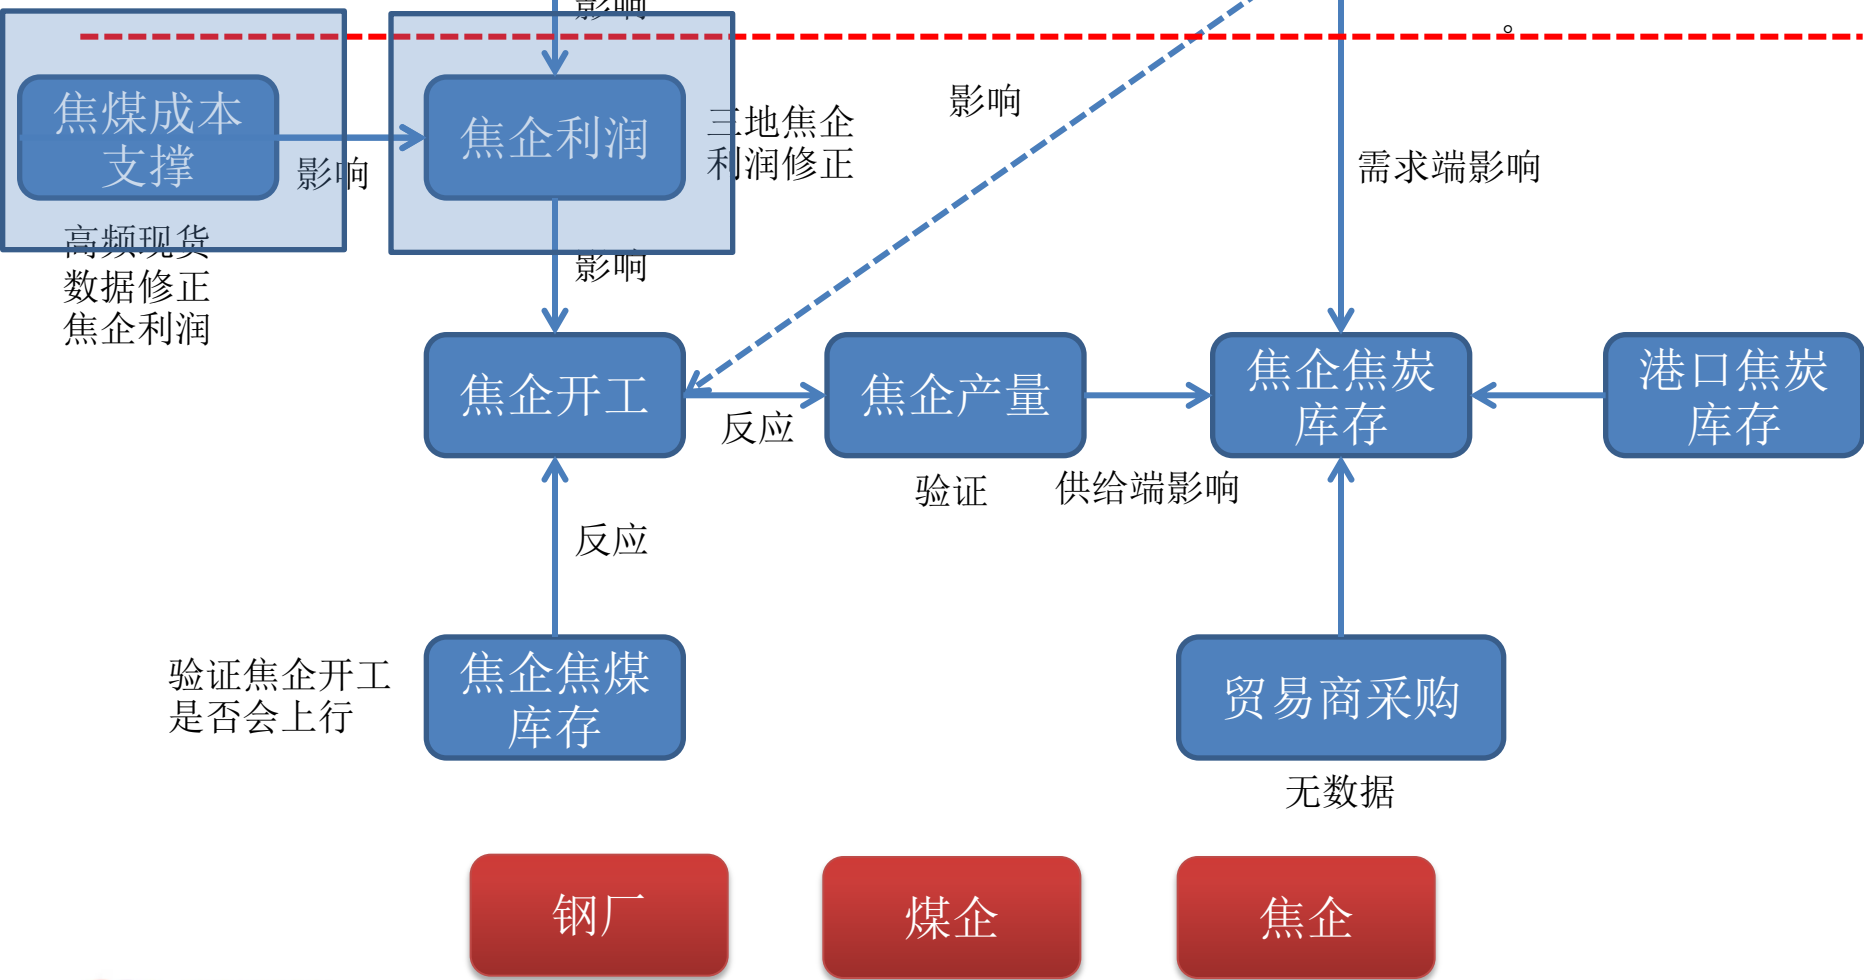 影响
。
焦煤成本
支撑
影响
焦企利润
三地焦企
利润修正
影响
需求端影响
高频现货
数据修正
焦企利润
影响
焦企开工
反应
焦企产量
焦企焦炭
库存
港口焦炭
库存
验证
供给端影响
反应
验证焦企开工
是否会上行
焦企焦煤
库存
贸易商采购
无数据
钢厂
煤企
焦企